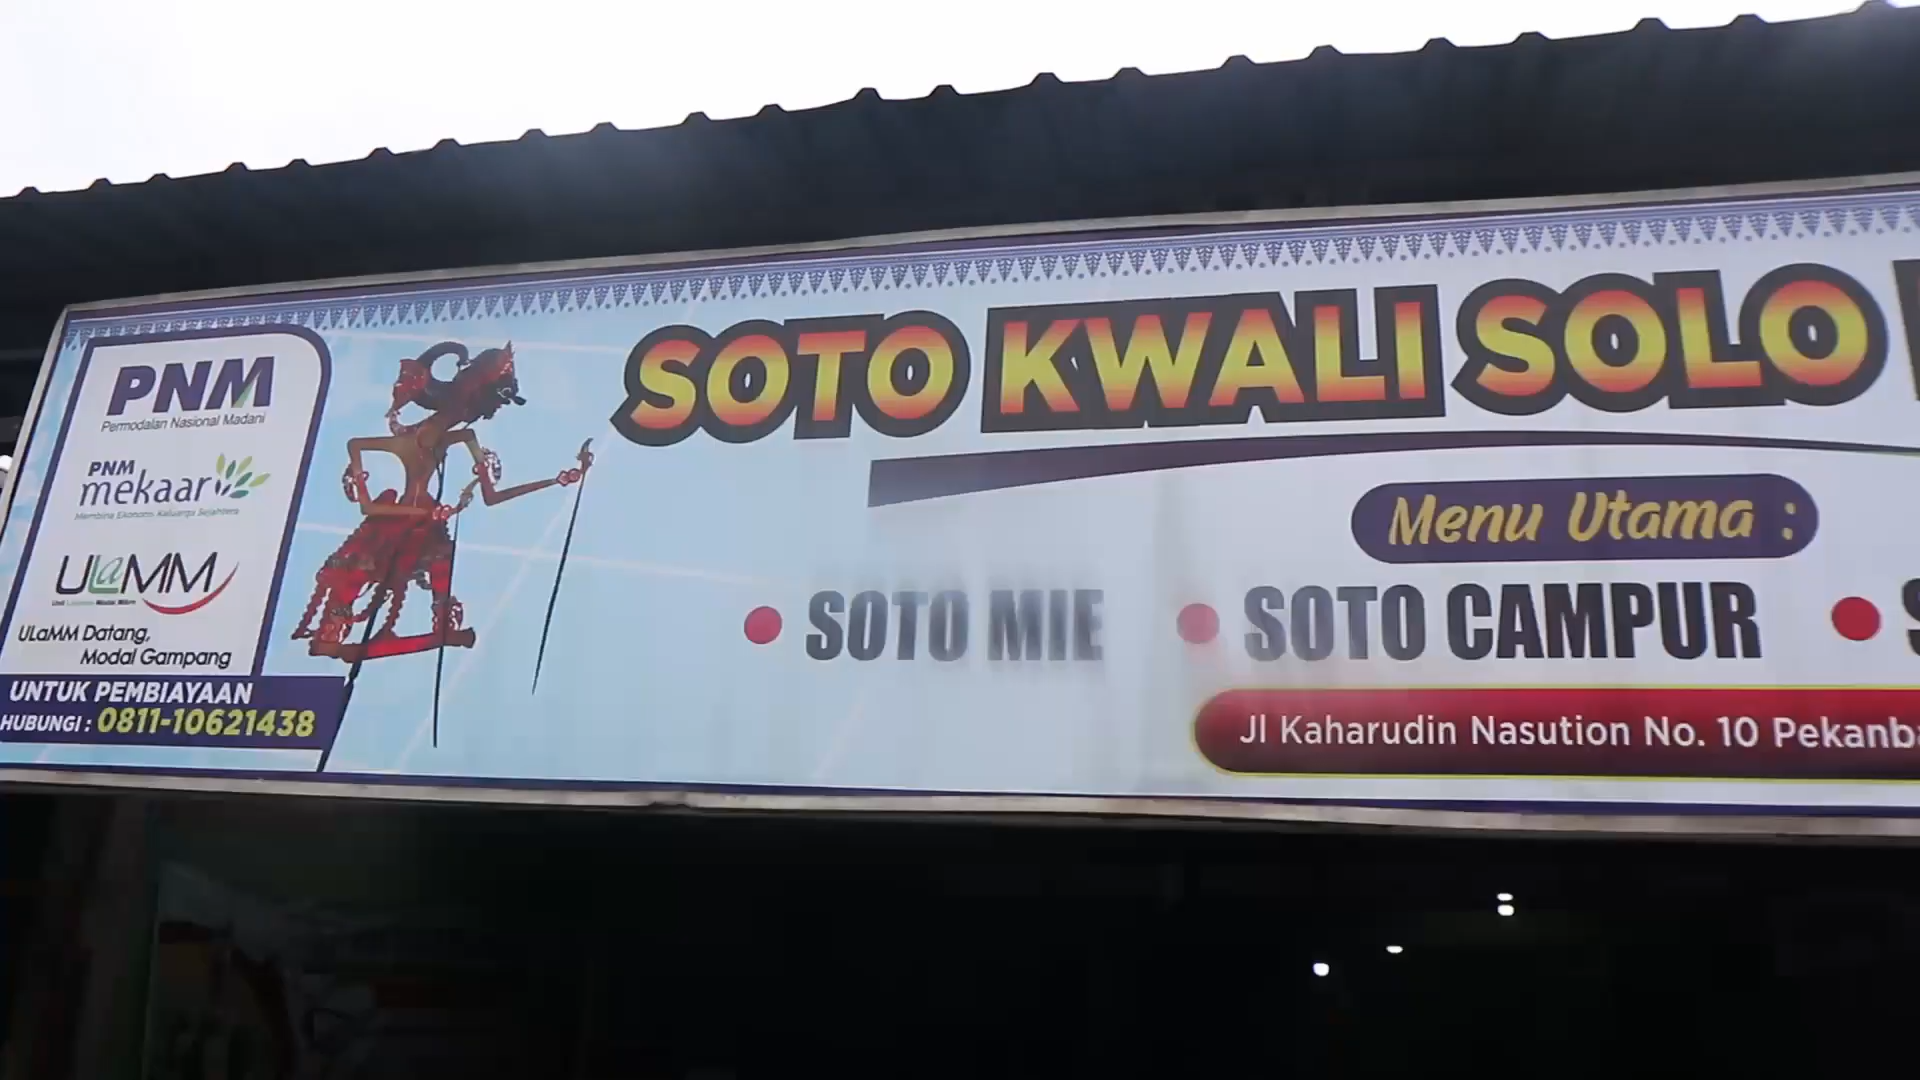 PNM
Permodalan Nasional Madani
PNM
mekaar
Membina Ekonomi Keluarga Sejahtera
ULaMM
Unit Layanan Modal Mikro
ULaMM Datang,
Modal Gampang
UNTUK PEMBIAYAAN
HUBUNGI : 0811-10621438
SOTO KWALI SOLO
Menu Utama :
• SOTO MIE • SOTO CAMPUR •
Jl Kaharudin Nasution No. 10